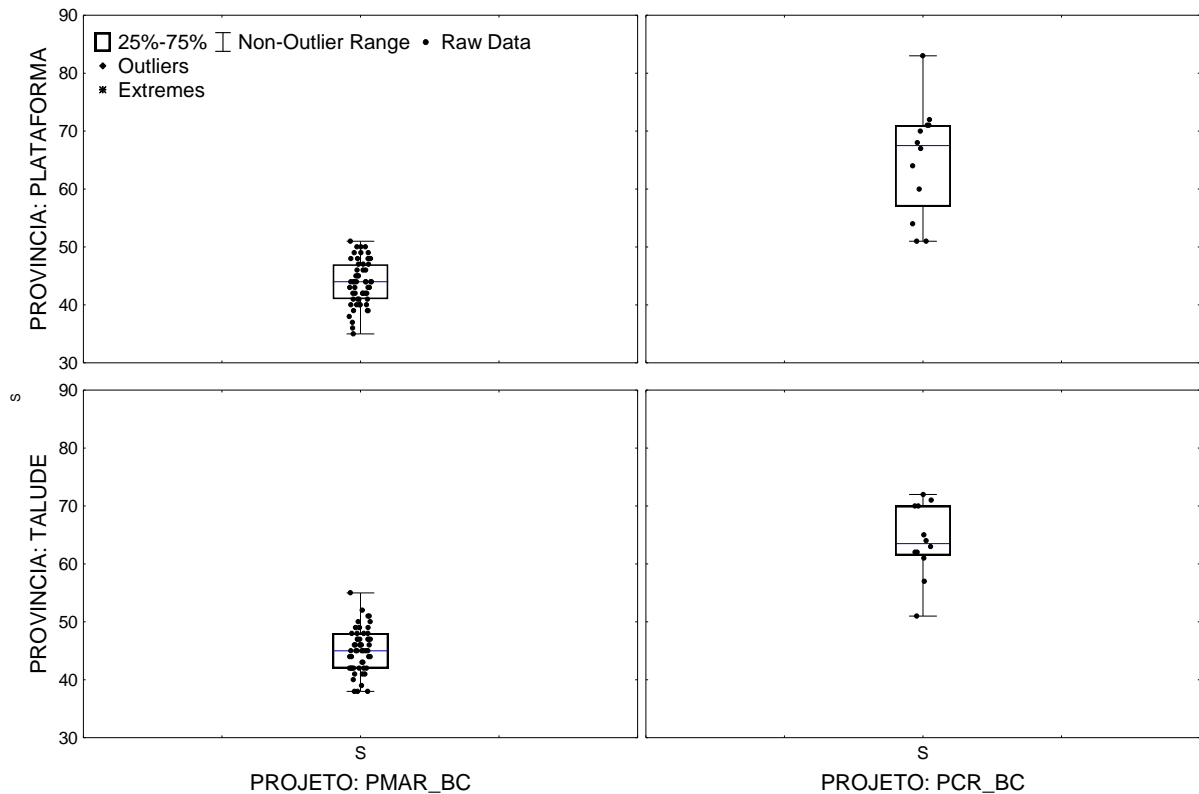 90
80
70
60
50
40
30
25%-75% Non-Outlier Range Raw Data
Outliers
Extremes
PROVINCIA: PLATAFORMA
90
80
70
60
50
40
30
S
PROVINCIA: TALUDE
S S
PROJETO: PMAR_BC PROJETO: PCR_BC